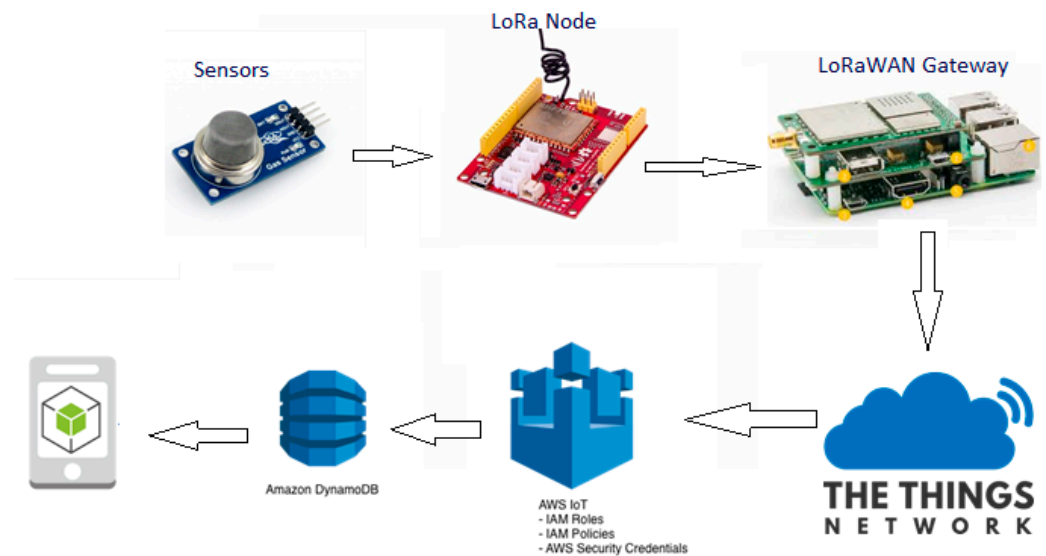 LoRa Node
Sensors
LoRaWAN Gateway
Gas Sensor
Amazon DynamoDB
AWS IoT
- IAM Roles
- IAM Policies
- AWS Security Credentials
THE THINGS
NETWORK